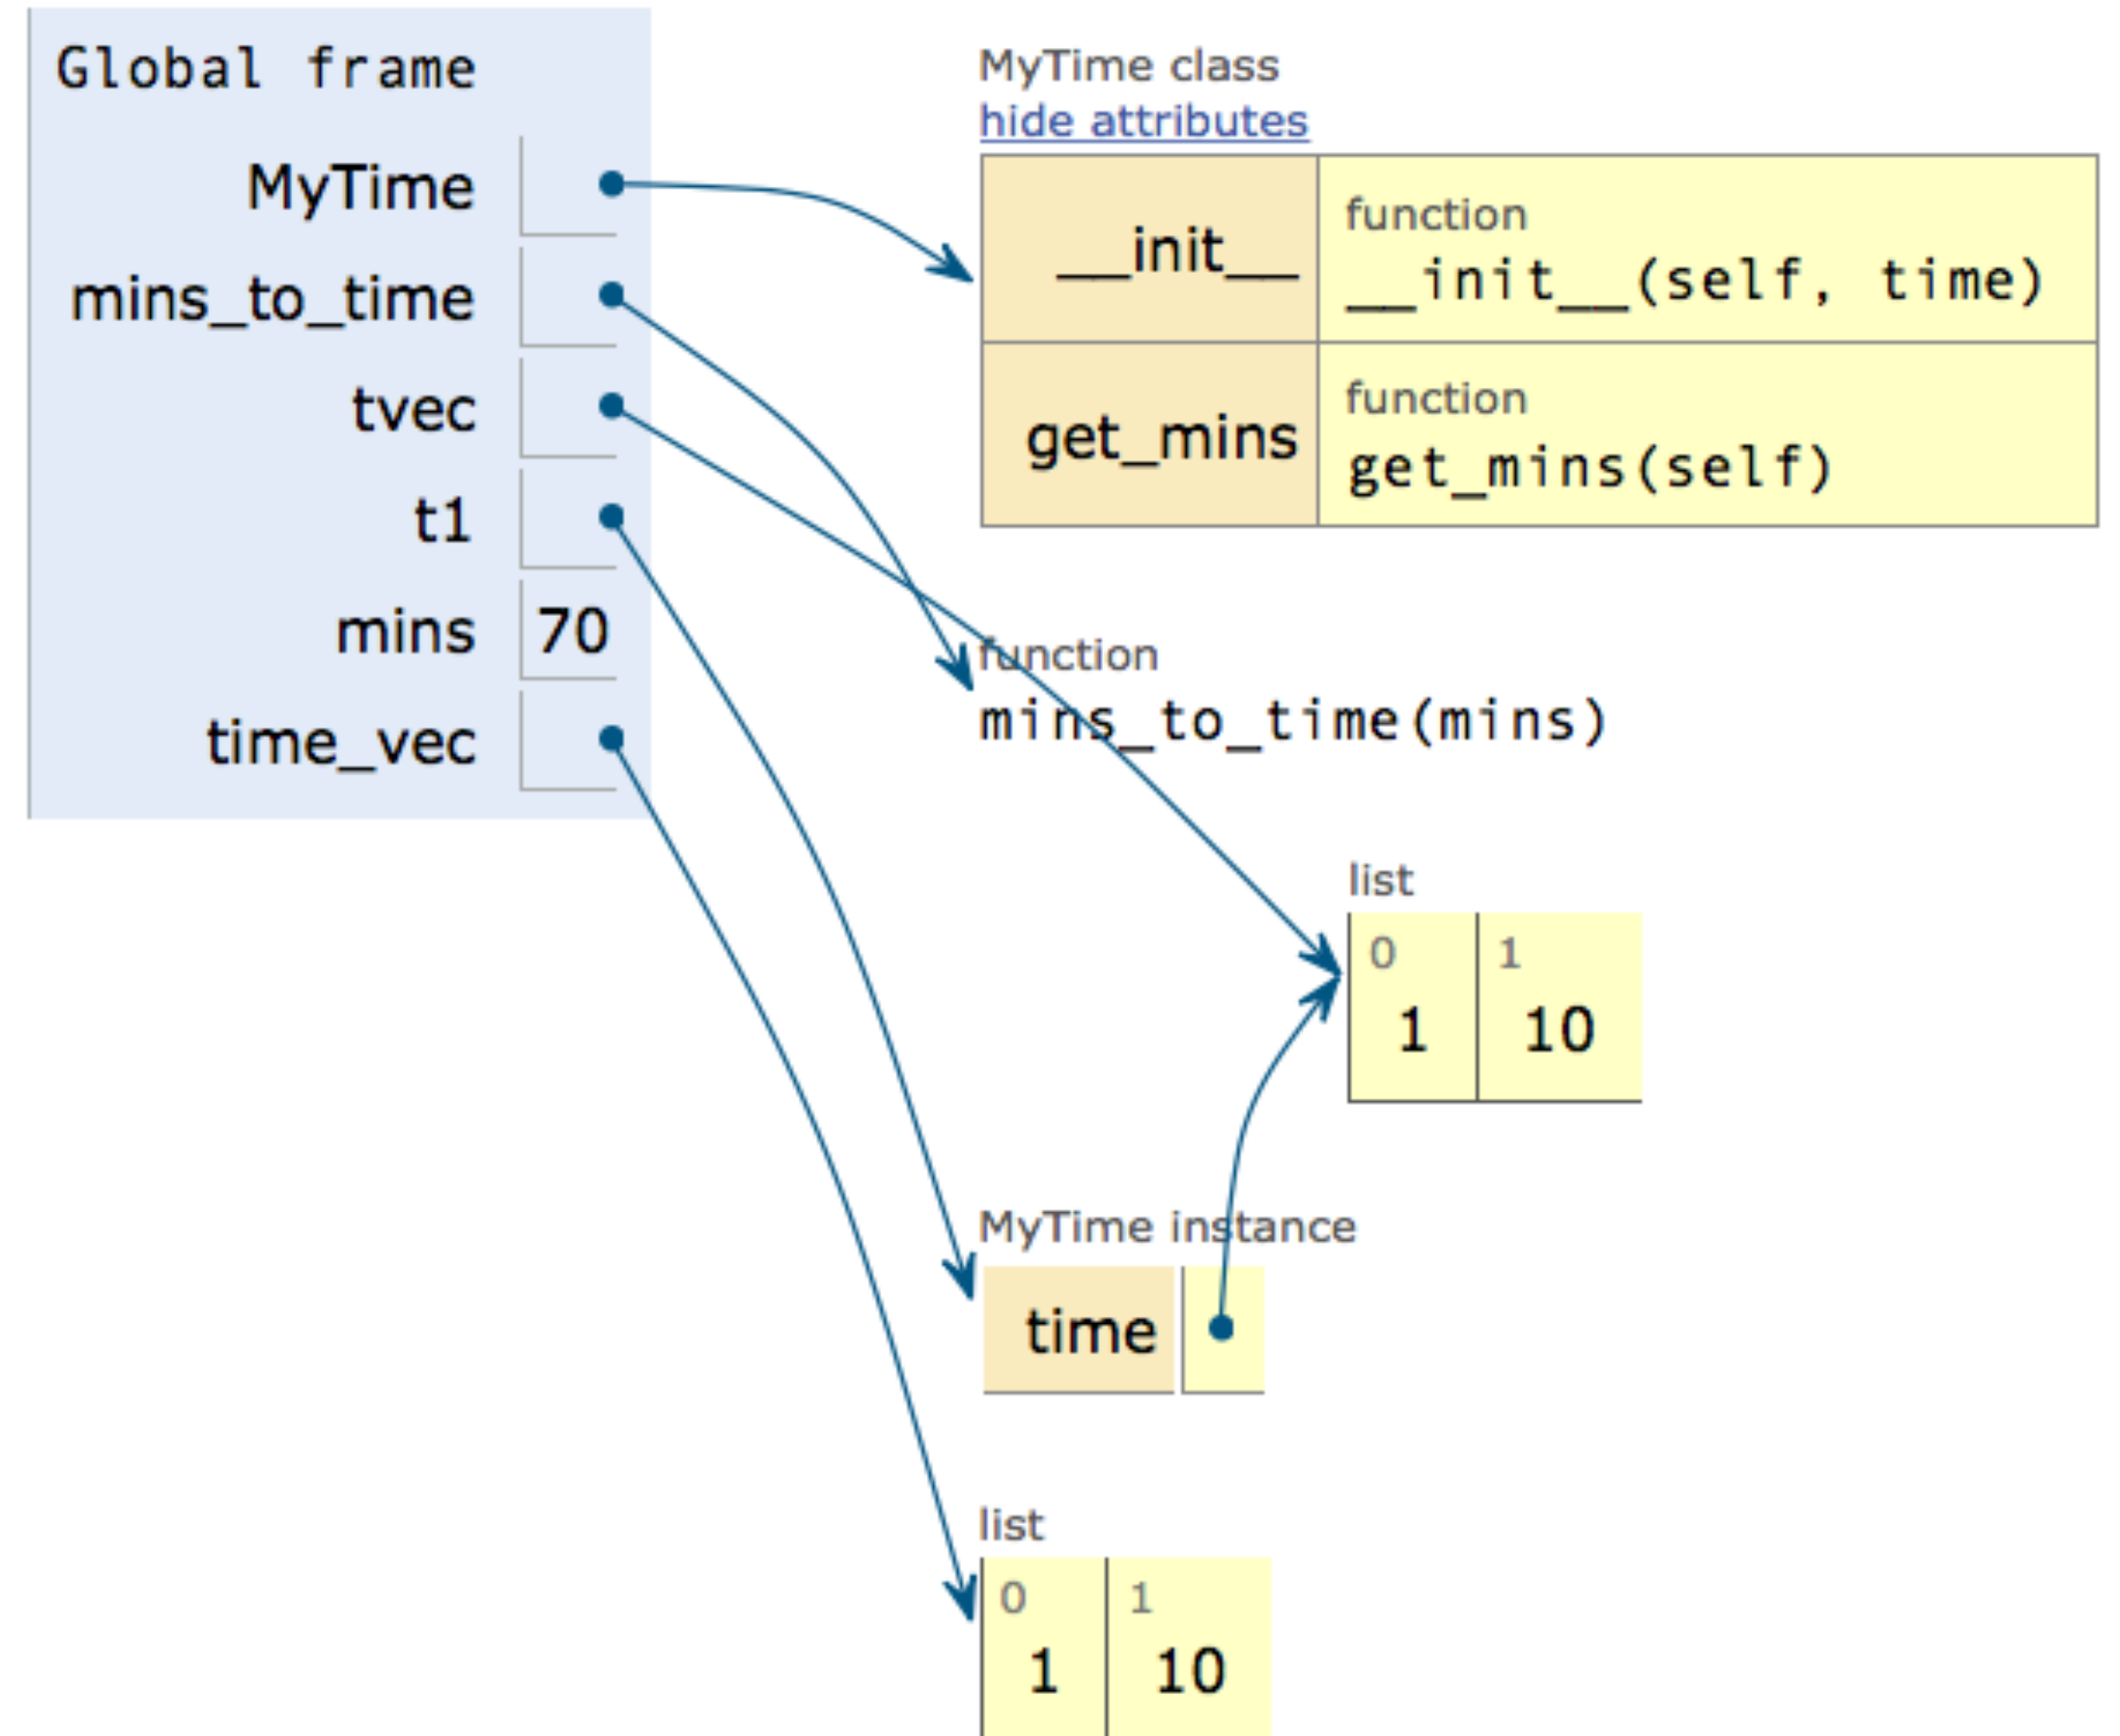 Global frame
MyTime
mins_to_time
tvec
t1
mins 70
time_vec
MyTime class
hide attributes
__init__ function
__init__(self, time)
get_mins function
get_mins(self)
function
mins_to_time(mins)
list
0 1
1 10
MyTime instance
time
list
0 1
1 10